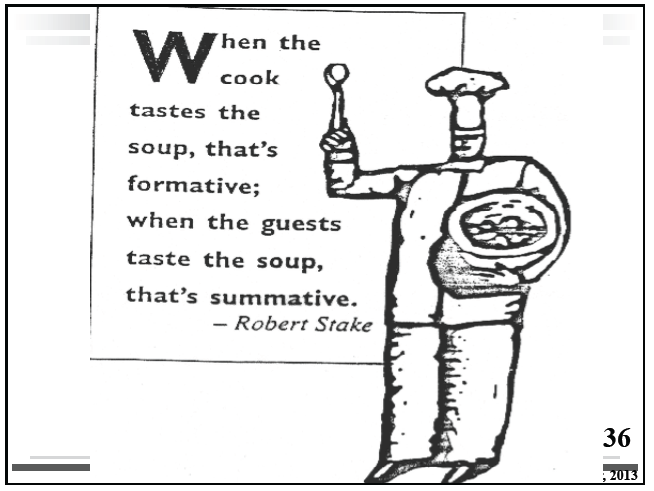 When the
cook
tastes the
soup, that's
formative;
when the guests
taste the soup,
that's summative.
– Robert Stake
36
, 2013